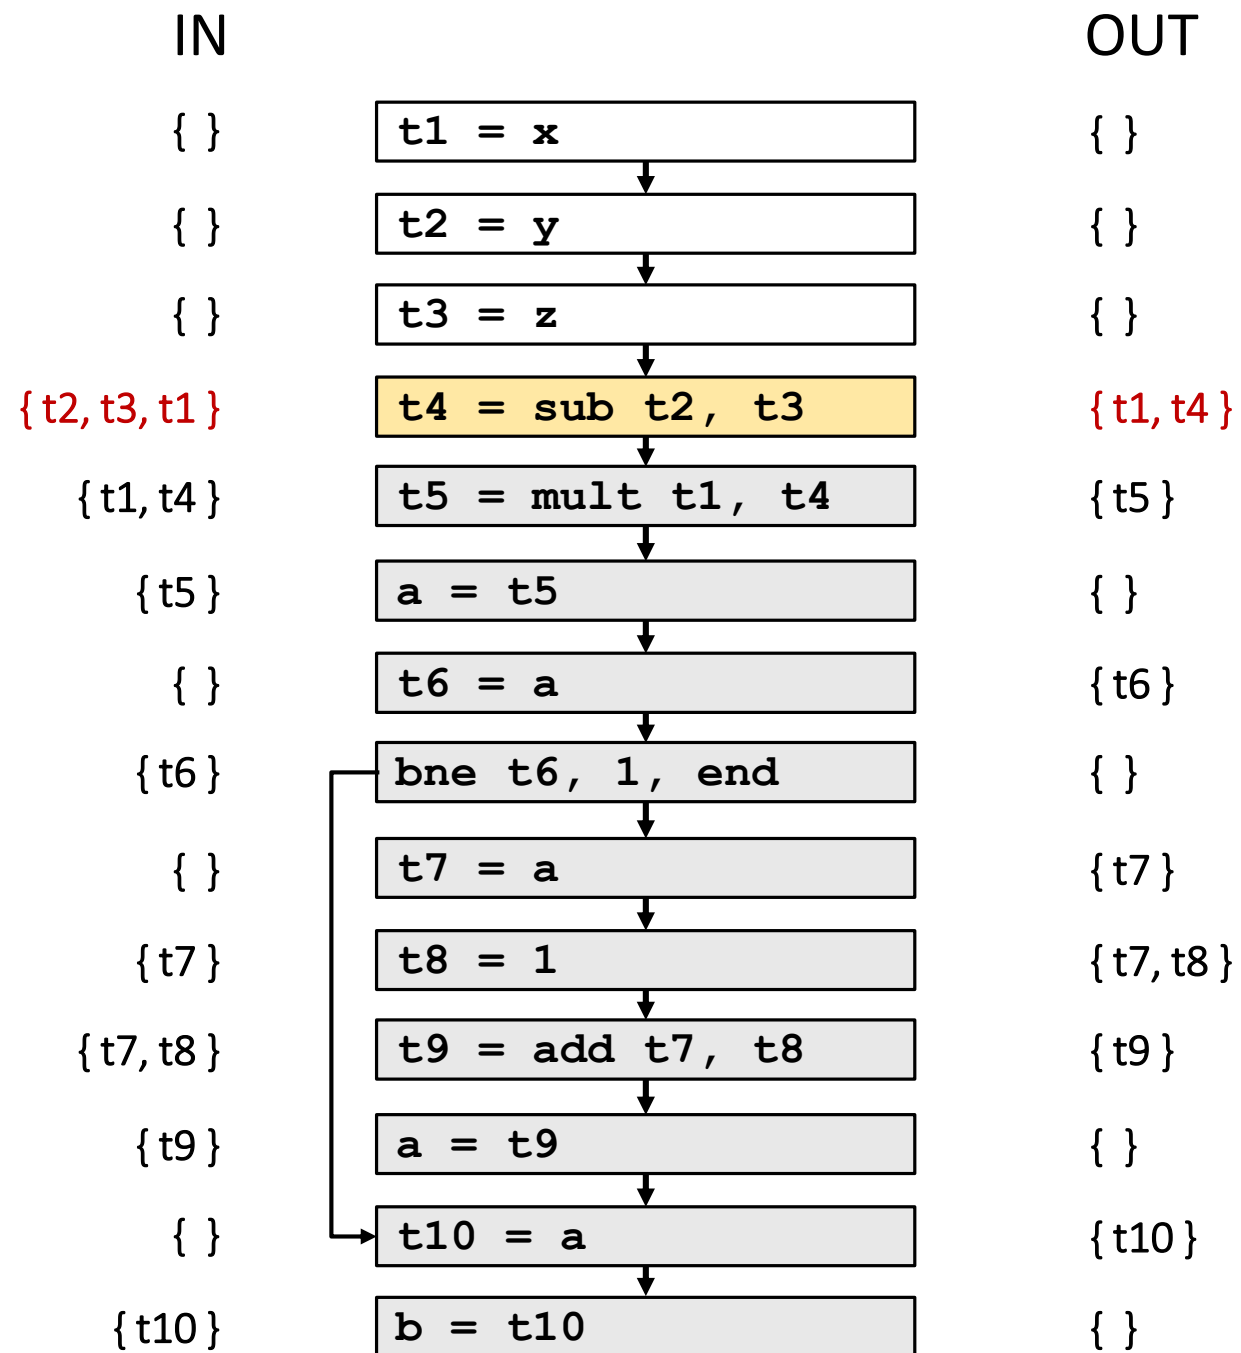 IN OUT
{ } t1 = x { }
{ } t2 = y { }
{ } t3 = z { }
{ t2, t3, t1 } t4 = sub t2, t3 { t1, t4 }
{ t1, t4 } t5 = mult t1, t4 { t5 }
{ t5 } a = t5 { }
{ } t6 = a { t6 }
{ t6 } bne t6, 1, end { }
{ } t7 = a { t7 }
{ t7 } t8 = 1 { t7, t8 }
{ t7, t8 } t9 = add t7, t8 { t9 }
{ t9 } a = t9 { }
{ } t10 = a { t10 }
{ t10 } b = t10 { }